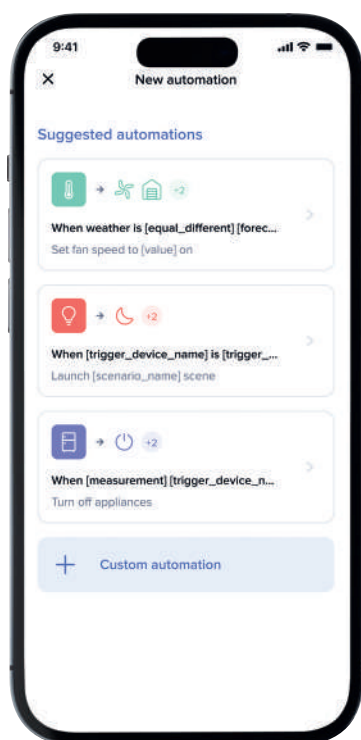 9:41
New automation
Suggested automations
+2
When weather is [equal_different] [forec...
Set fan speed to [value] on
+2
When [trigger_device_name] is [trigger_...
Launch [scenario_name] scene
+2
When [measurement] [trigger_device_n...
Turn off appliances
Custom automation